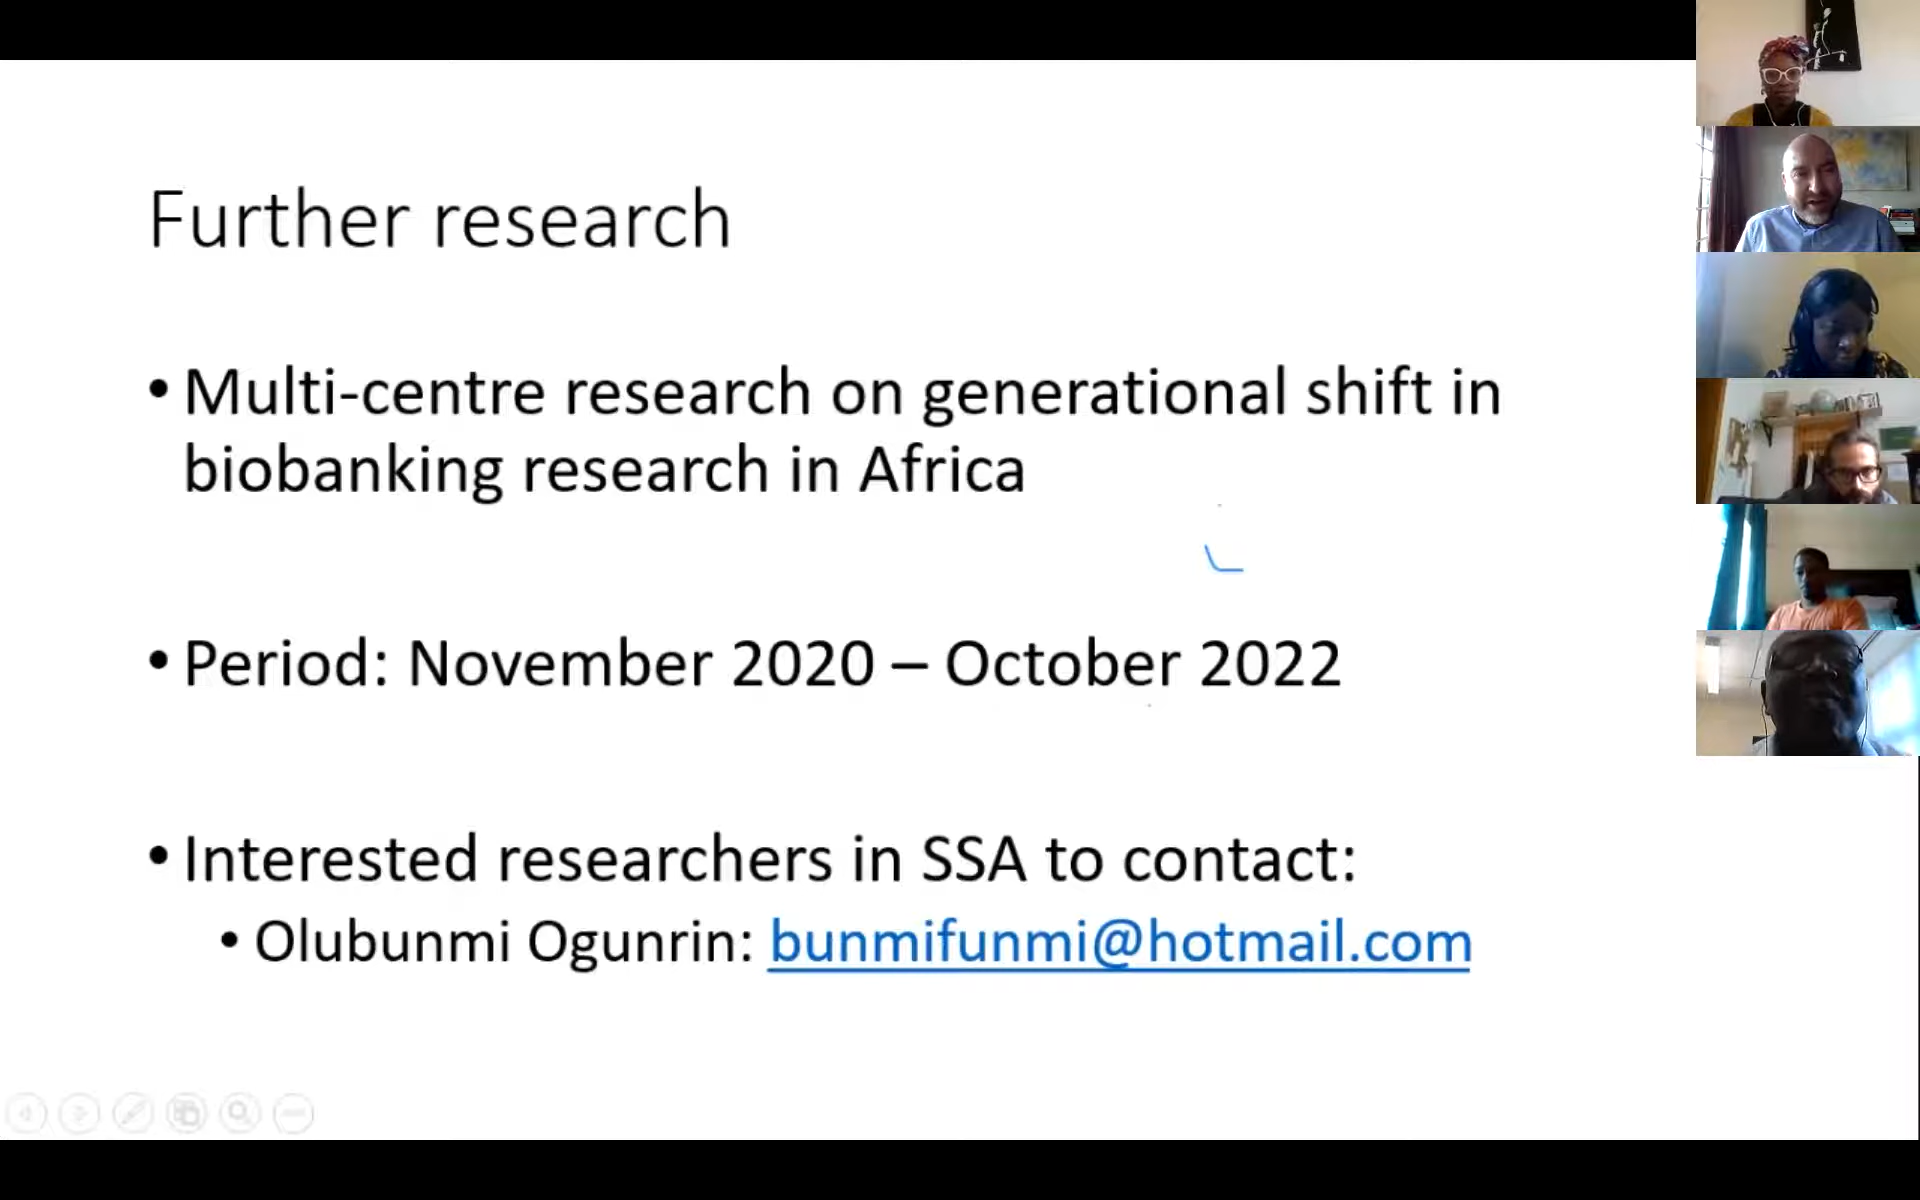 Further research
• Multi-centre research on generational shift in
biobanking research in Africa
• Period: November 2020 – October 2022
• Interested researchers in SSA to contact:
• Olubunmi Ogunrin: bunmifunmi@hotmail.com